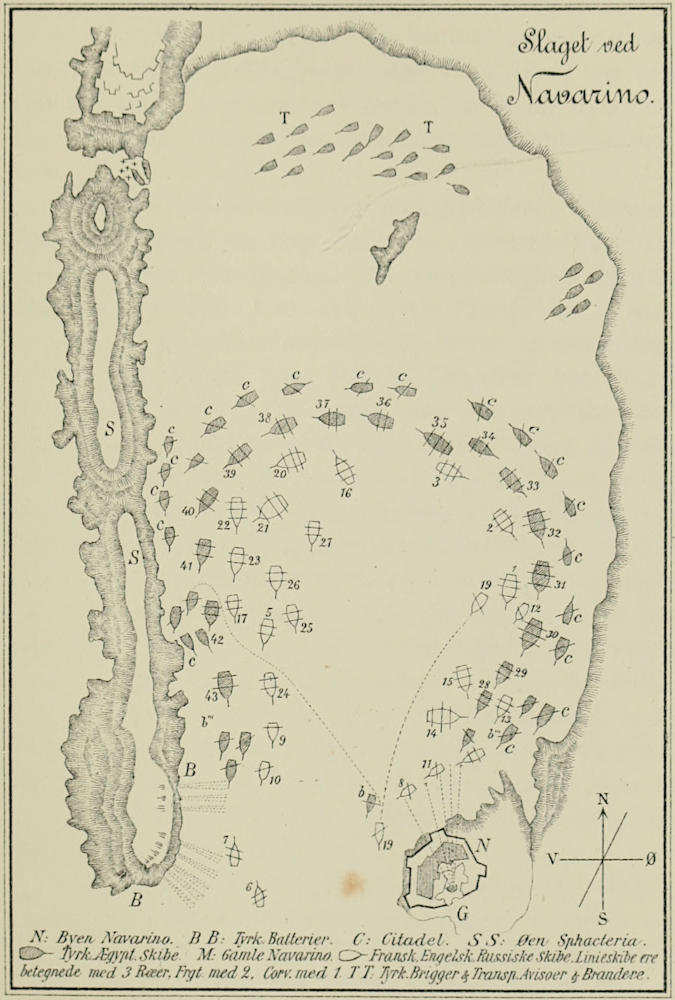 Slaget ved
Navarino.
T T
S
S
c c c c c
c c c c c
c c c c c
c c c c
38 37 36 35 34
39 20 16 3 33
40 22 21 27 2 32
41 23 26 1 31
17 5 25 19 12 30
42
43 24 15 28 29
14 13
b''' 9 b''
B 10 11 8
b
7 19
6
B
N
G
N
V Ø
S
N: Byen Navarino. B B: Tyrk. Batterier. C: Citadel. S S: Øen Sphacteria.
Tyrk. Ægypt. Skibe. M: Gamle Navarino. Fransk, Engelsk, Russiske Skibe. Linieskibe ere
betegnede med 3 Ræer, Frgt. med 2, Corv. med 1. T T. Tyrk. Brigger & Transp. Avisoer & Brandere.